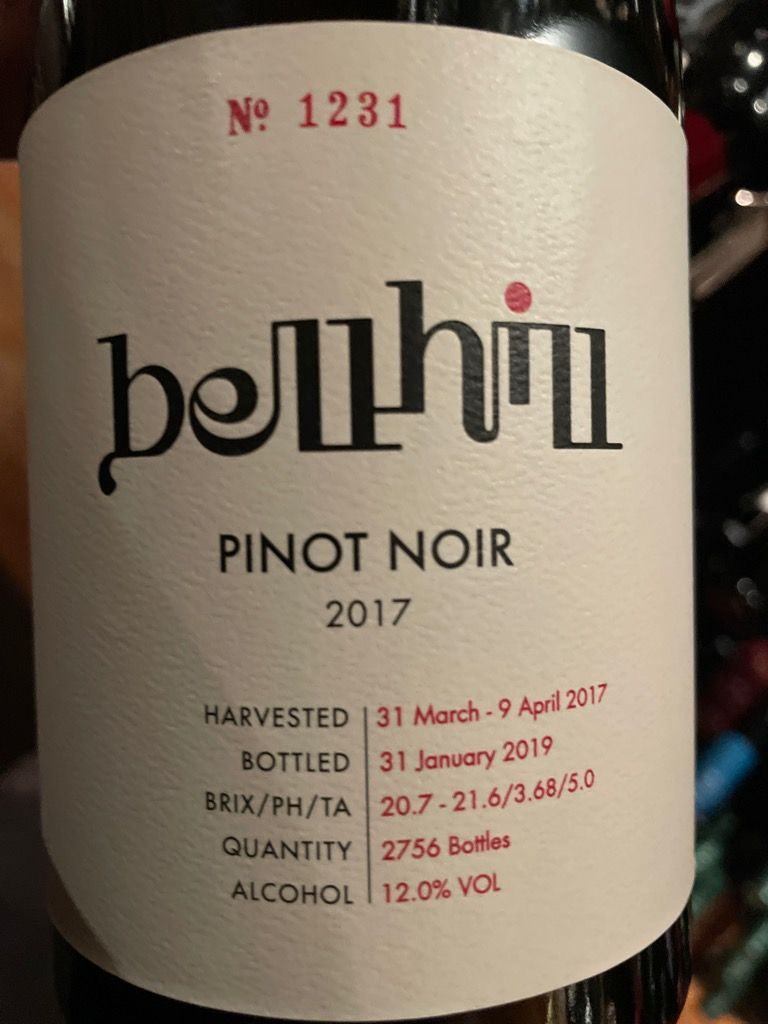 Nº 1231
bellhill
PINOT NOIR
2017
HARVESTED 31 March - 9 April 2017
BOTTLED 31 January 2019
BRIX/PH/TA 20.7 - 21.6/3.68/5.0
QUANTITY 2756 Bottles
ALCOHOL 12.0% VOL